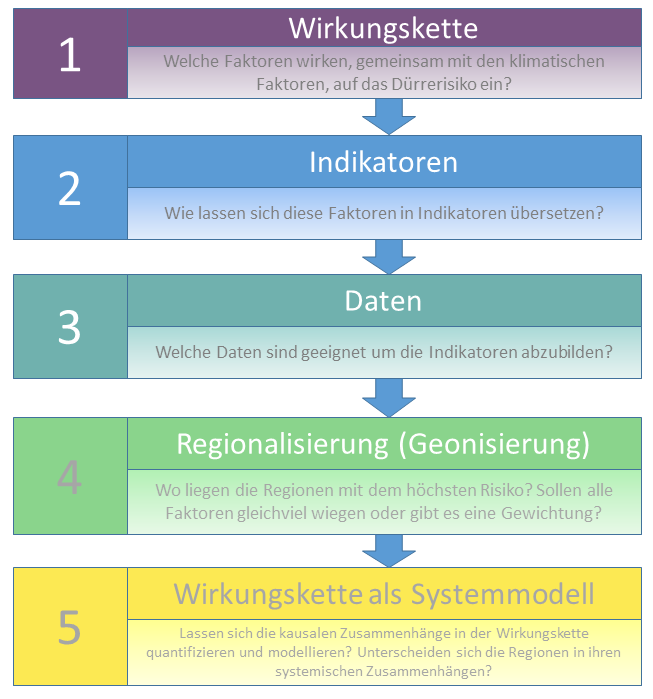 1
Wirkungskette
Welche Faktoren wirken, gemeinsam mit den klimatischen
Faktoren, auf das Dürrerisiko ein?
2
Indikatoren
Wie lassen sich diese Faktoren in Indikatoren übersetzen?
3
Daten
Welche Daten sind geeignet um die Indikatoren abzubilden?
4
Regionalisierung (Geonisierung)
Wo liegen die Regionen mit dem höchsten Risiko? Sollen alle
Faktoren gleichviel wiegen oder gibt es eine Gewichtung?
5
Wirkungskette als Systemmodell
Lassen sich die kausalen Zusammenhänge in der Wirkungskette
quantifizieren und modellieren? Unterscheiden sich die Regionen in ihren
systemischen Zusammenhängen?